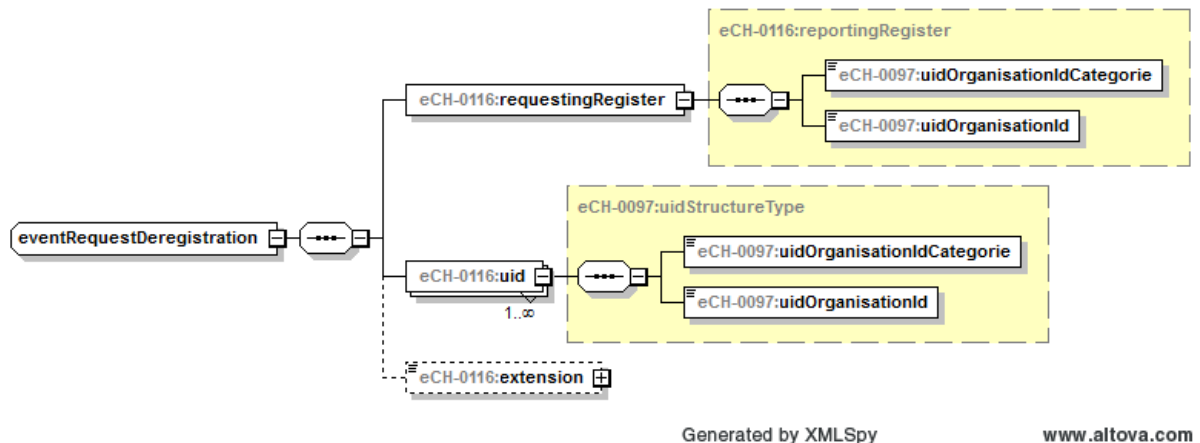 eCH-0116:reportingRegister
eCH-0097:uidOrganisationIdCategorie
eCH-0116:requestingRegister
eCH-0097:uidOrganisationId
eCH-0097:uidStructureType
eventRequestDeregistration
eCH-0097:uidOrganisationIdCategorie
eCH-0116:uid
eCH-0097:uidOrganisationId
1..∞
eCH-0116:extension
Generated by XMLSpy www.altova.com